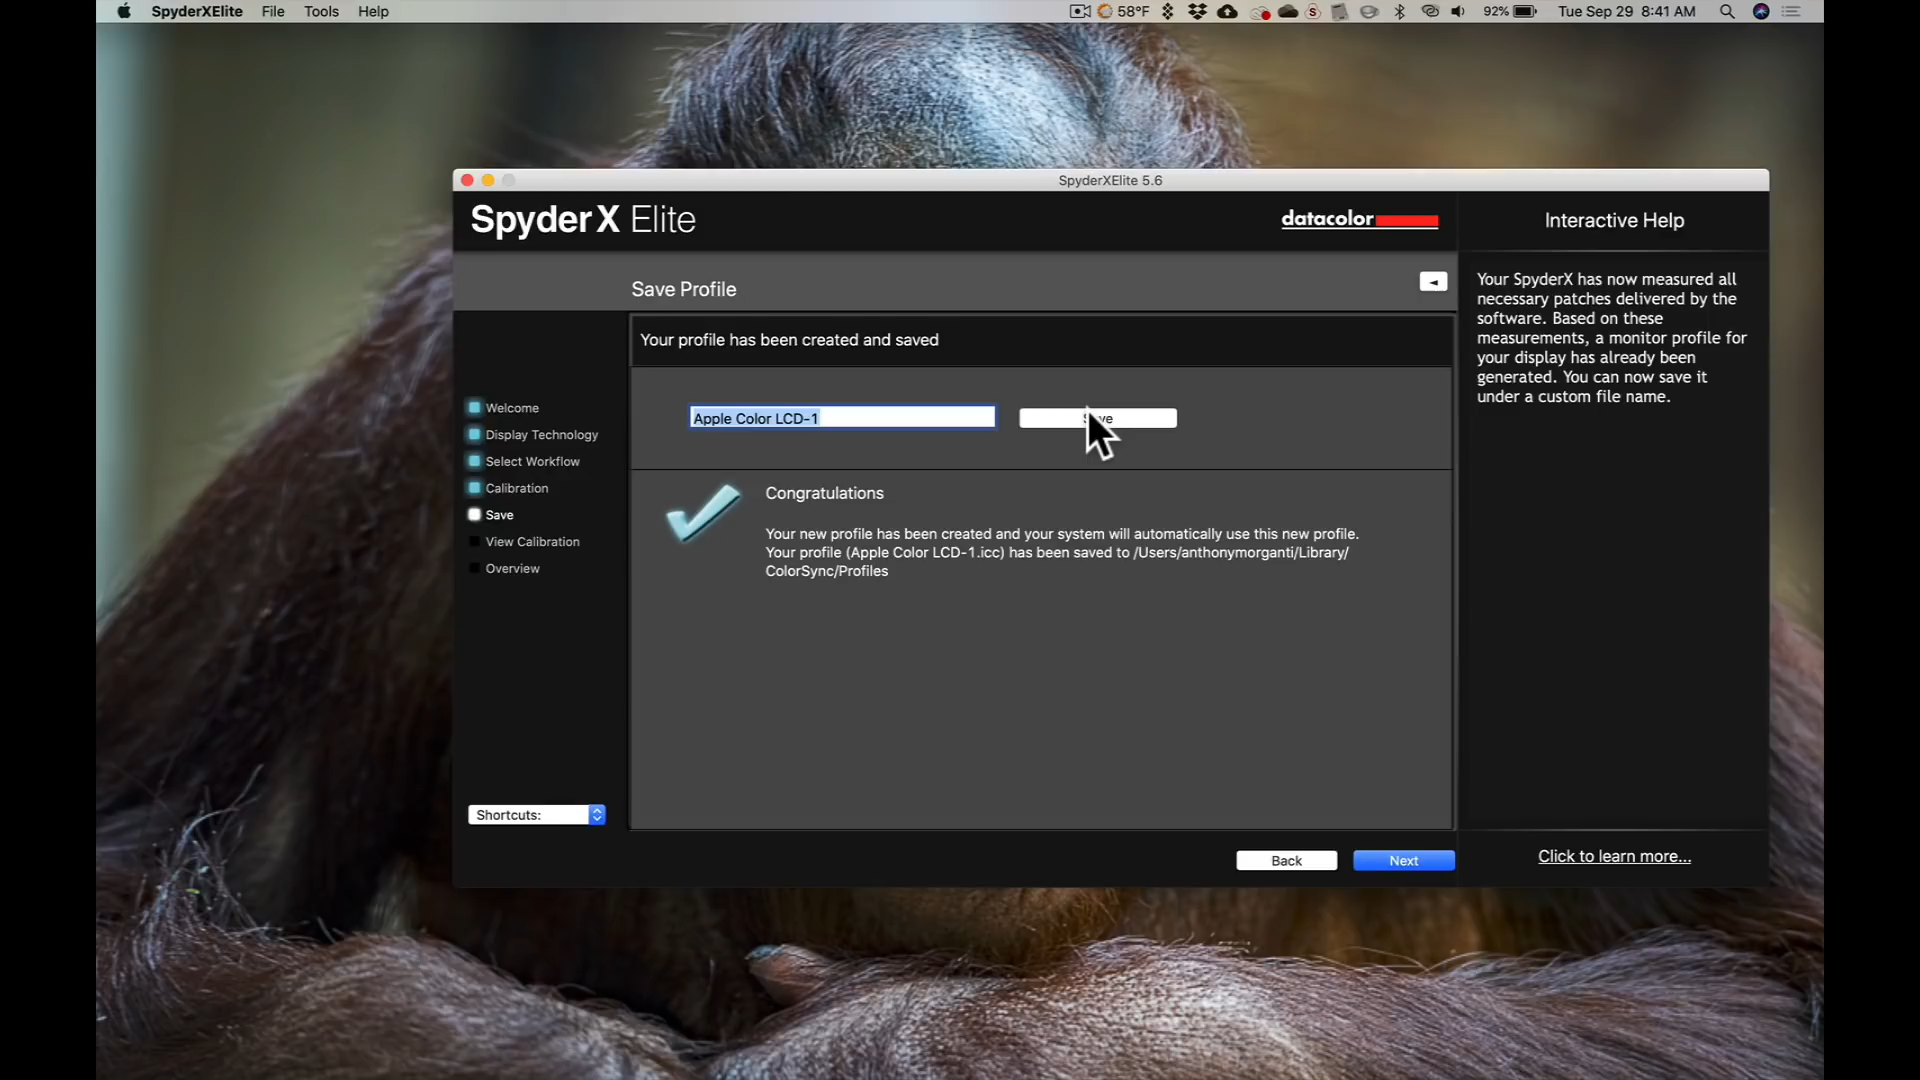 SpyderXElite File Tools Help 58°F 92% Tue Sep 29 8:41 AM
SpyderXElite 5.6
SpyderX Elite
datacolor
Interactive Help
Save Profile
Your profile has been created and saved
Apple Color LCD-1
Welcome
Display Technology
Select Workflow
Calibration
Save
View Calibration
Overview
Congratulations
Your new profile has been created and your system will automatically use this new profile.
Your profile (Apple Color LCD-1.icc) has been saved to /Users/anthonymorganti/Library/
ColorSync/Profiles
Your SpyderX has now measured all
necessary patches delivered by the
software. Based on these
measurements, a monitor profile for
your display has already been
generated. You can now save it
under a custom file name.
Shortcuts:
Back
Next
Click to learn more...